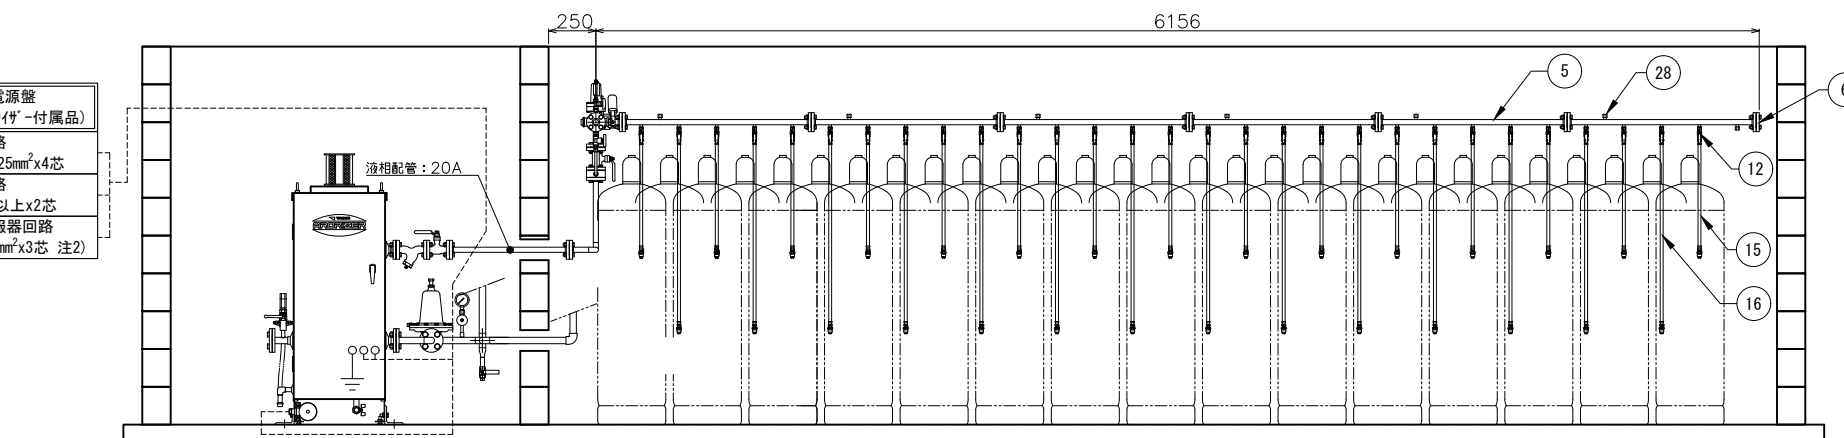 250
6156
5
28
6
電源盤
ｲｻﾞｰ付属品)
路
25mm²x4芯
路
以上x2芯
報器回路
mm²x3芯 注2)
液相配管：20A
12
15
16